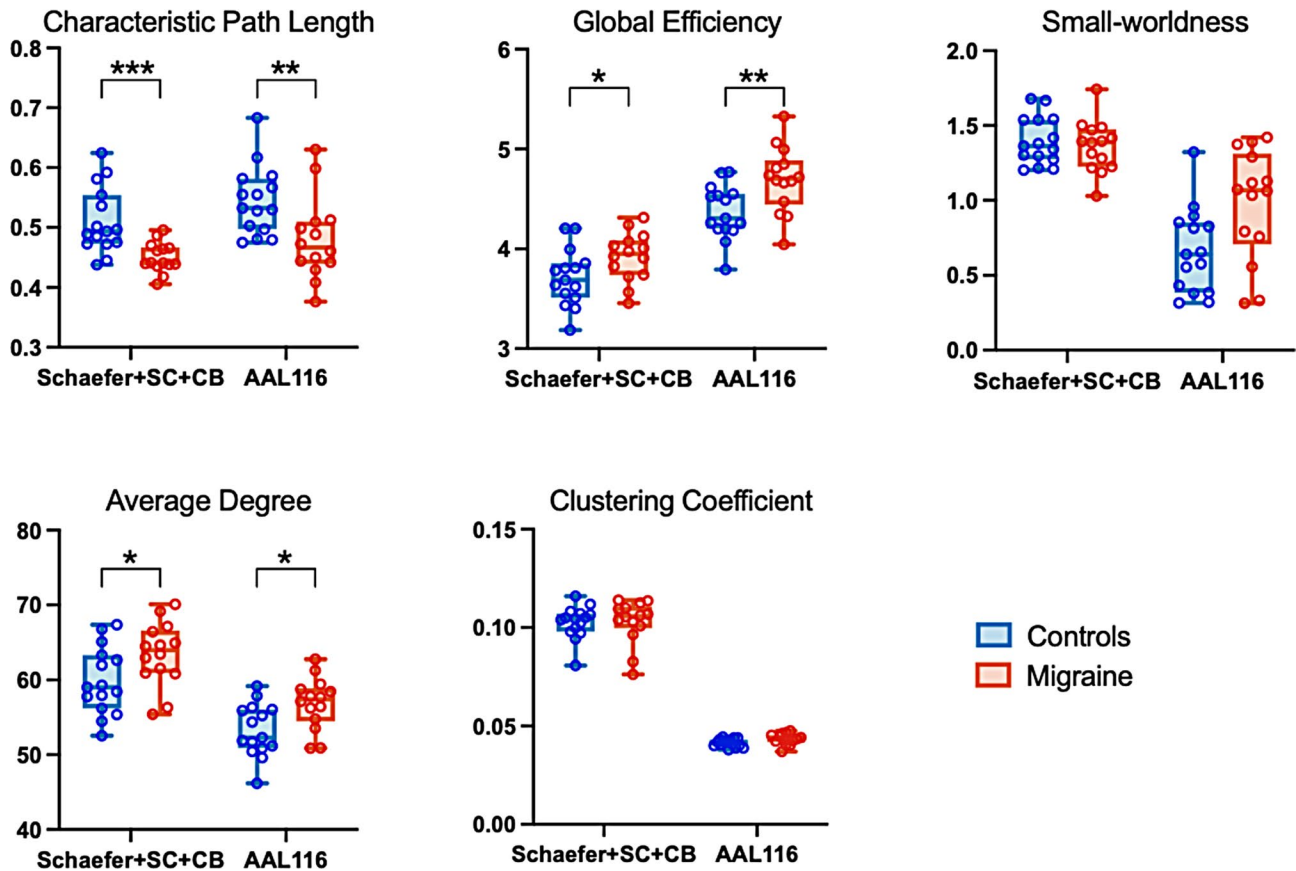 Characteristic Path Length
0.8
0.7
0.6
0.5
0.4
0.3
***
**
Schaefer+SC+CB AAL116
Global Efficiency
6
5
4
3
*
**
Schaefer+SC+CB AAL116
Small-worldness
2.0
1.5
1.0
0.5
0.0
Schaefer+SC+CB AAL116
Average Degree
80
70
60
50
40
*
*
Schaefer+SC+CB AAL116
Clustering Coefficient
0.15
0.10
0.05
0.00
Schaefer+SC+CB AAL116
Controls
Migraine